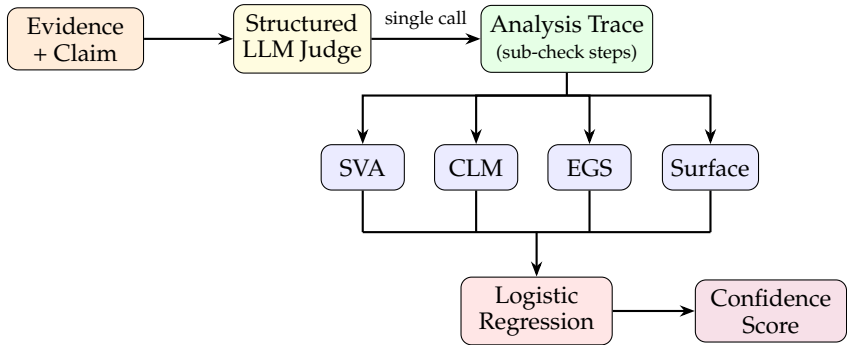 Evidence
+ Claim
Structured
LLM Judge
single call
Analysis Trace
(sub-check steps)
SVA
CLM
EGS
Surface
Logistic
Regression
Confidence
Score